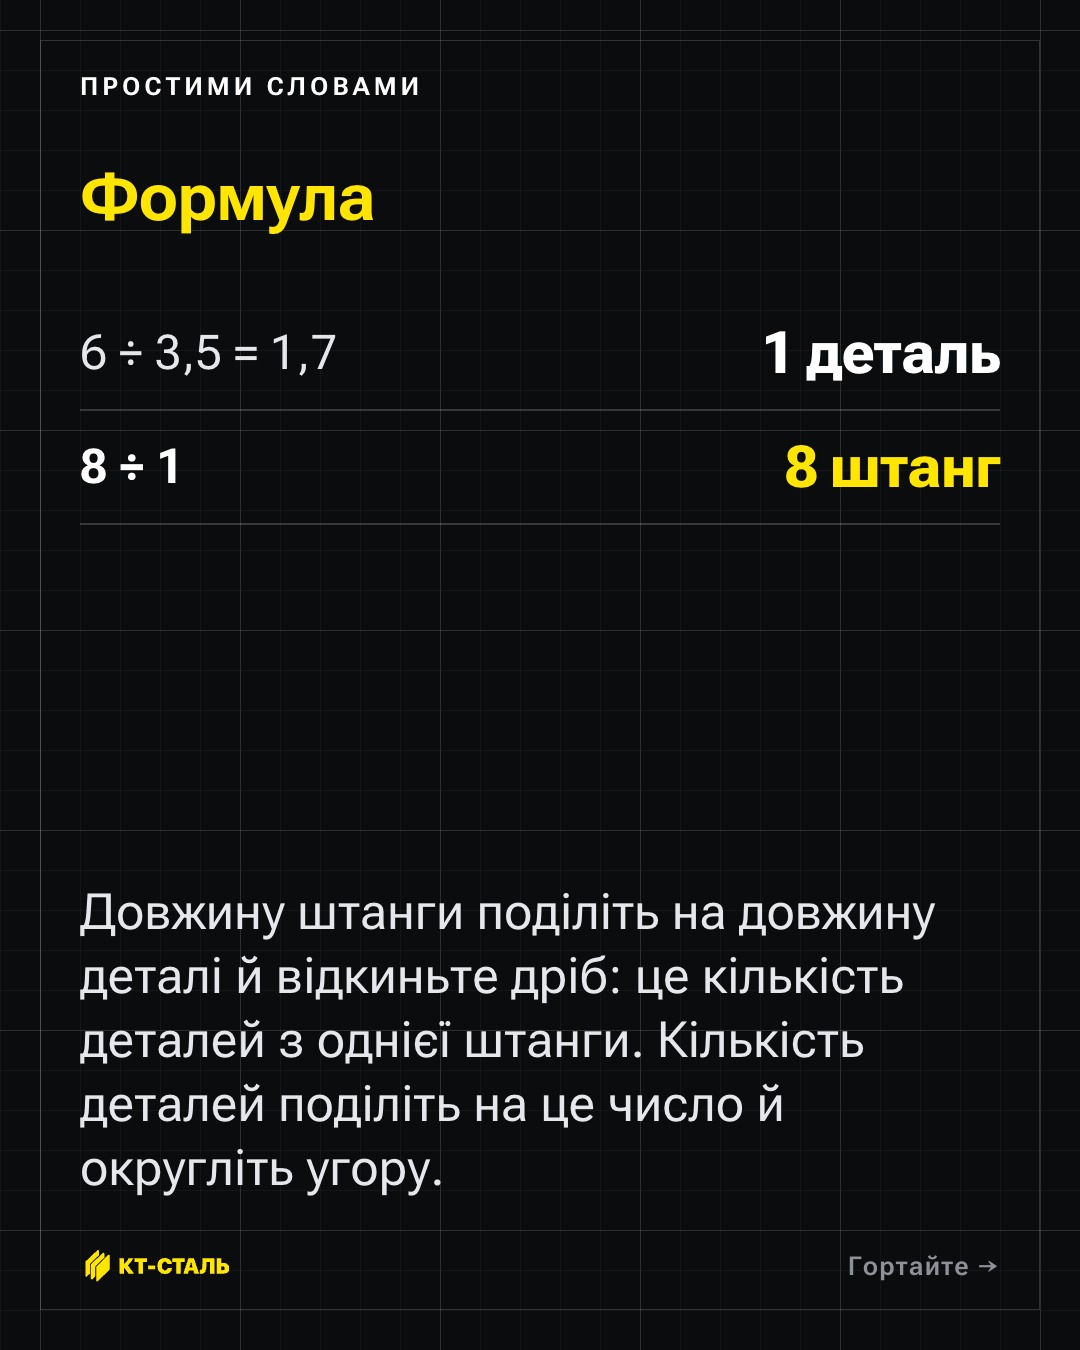 ПРОСТИМИ СЛОВАМИ
Формула
6 ÷ 3,5 = 1,7 1 деталь
8 ÷ 1 8 штанг
Довжину штанги поділіть на довжину
деталі й відкиньте дріб: це кількість
деталей з однієї штанги. Кількість
деталей поділіть на це число й
округліть угору.
КТ-СТАЛЬ Гортайте →